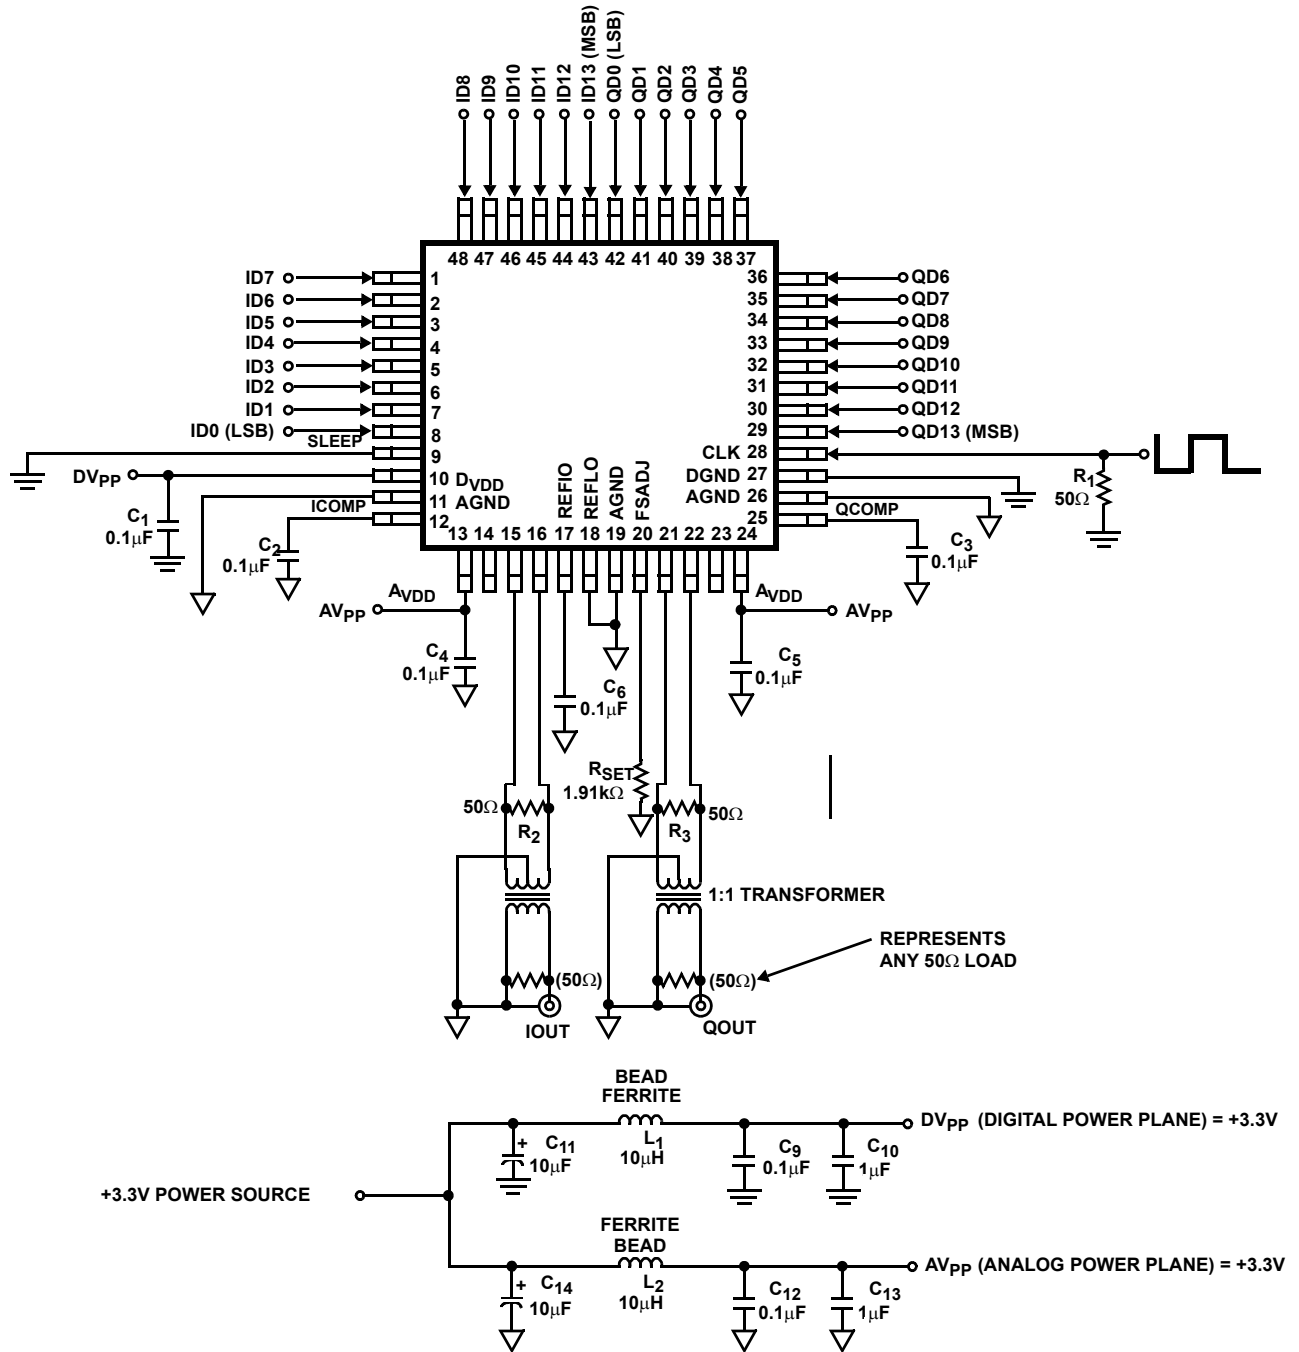 ID8
ID9
ID10
ID11
ID12
ID13 (MSB)
QD0 (LSB)
QD1
QD2
QD3
QD4
QD5
48 47 46 45 44 43 42 41 40 39 38 37
ID7 1
ID6 2
ID5 3
ID4 4
ID3 5
ID2 6
ID1 7
ID0 (LSB) 8
SLEEP 9
DVPP 10 DVDD
11 AGND
ICOMP 12
36 QD6
35 QD7
34 QD8
33 QD9
32 QD10
31 QD11
30 QD12
29 QD13 (MSB)
CLK 28
DGND 27
AGND 26
25 QCOMP
REFIO
REFLO
AGND
FSADJ
13 14 15 16 17 18 19 20 21 22 23 24
R1
50Ω
C1
0.1µF
C2
0.1µF
C3
0.1µF
AVDD
AVPP
AVDD
AVPP
C4
0.1µF
C6
0.1µF
C5
0.1µF
RSET
1.91kΩ
50Ω
R2
R3
50Ω
1:1 TRANSFORMER
REPRESENTS
ANY 50Ω LOAD
(50Ω)
(50Ω)
IOUT
QOUT
BEAD
FERRITE
L1
10µH
+ C11
10µF
C9
0.1µF
C10
1µF
DVPP (DIGITAL POWER PLANE) = +3.3V
+3.3V POWER SOURCE
FERRITE
BEAD
L2
10µH
+ C14
10µF
C12
0.1µF
C13
1µF
AVPP (ANALOG POWER PLANE) = +3.3V